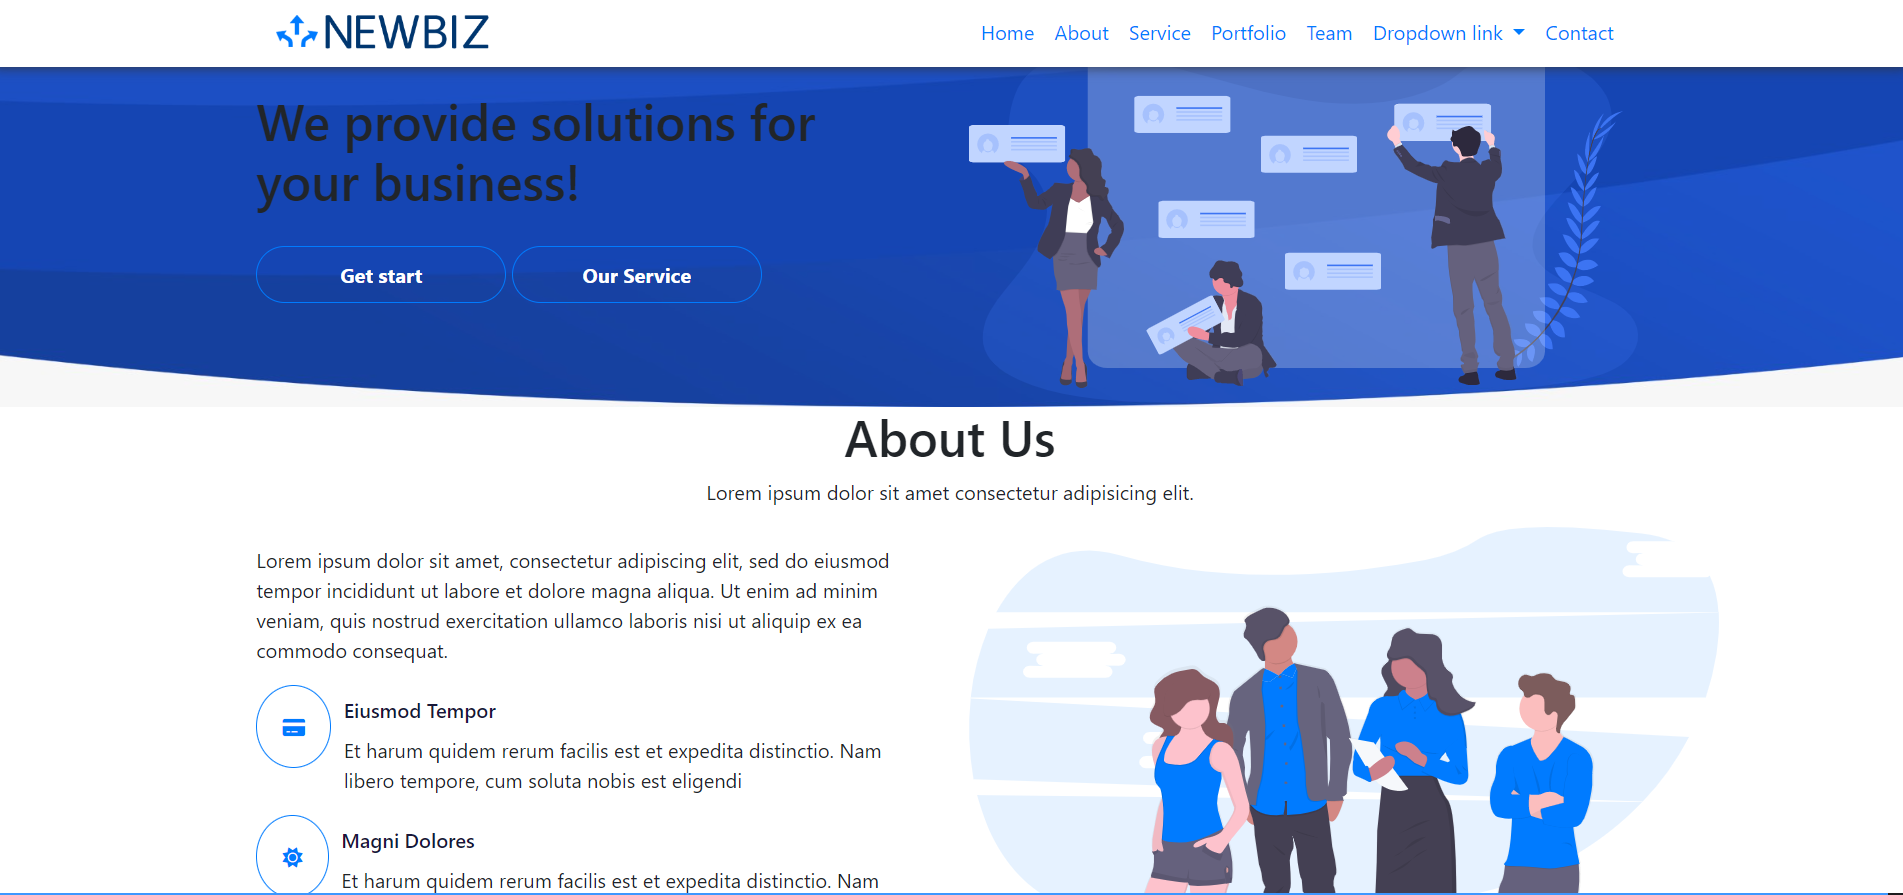 NEWBIZ
Home About Service Portfolio Team Dropdown link Contact
We provide solutions for
your business!
Get start Our Service
About Us
Lorem ipsum dolor sit amet consectetur adipisicing elit.
Lorem ipsum dolor sit amet, consectetur adipiscing elit, sed do eiusmod
tempor incididunt ut labore et dolore magna aliqua. Ut enim ad minim
veniam, quis nostrud exercitation ullamco laboris nisi ut aliquip ex ea
commodo consequat.
Eiusmod Tempor
Et harum quidem rerum facilis est et expedita distinctio. Nam
libero tempore, cum soluta nobis est eligendi
Magni Dolores
Et harum quidem rerum facilis est et expedita distinctio. Nam